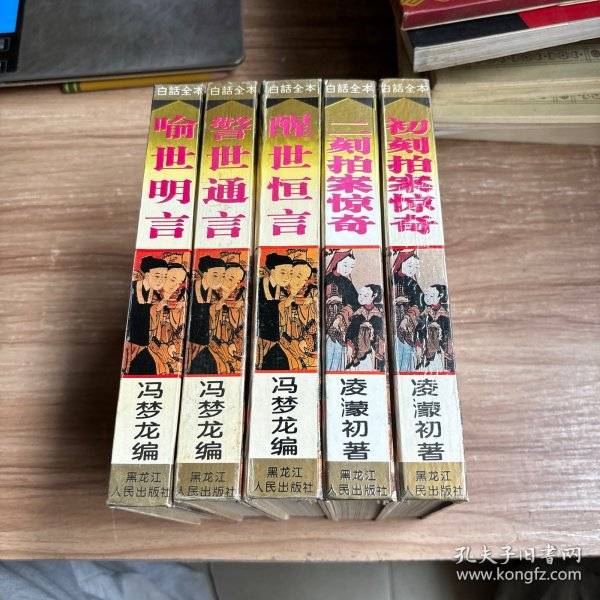 白話全本
喻世明言
冯梦龙编
黑龙江
人民出版社
白話全本
警世通言
冯梦龙编
黑龙江
人民出版社
白話全本
醒世恒言
冯梦龙编
黑龙江
人民出版社
白話全本
二刻拍案惊奇
凌濛初著
黑龙江
人民出版社
白話全本
初刻拍案惊奇
凌濛初著
黑龙江
人民出版社
孔夫子旧书网
www.kongfz.com